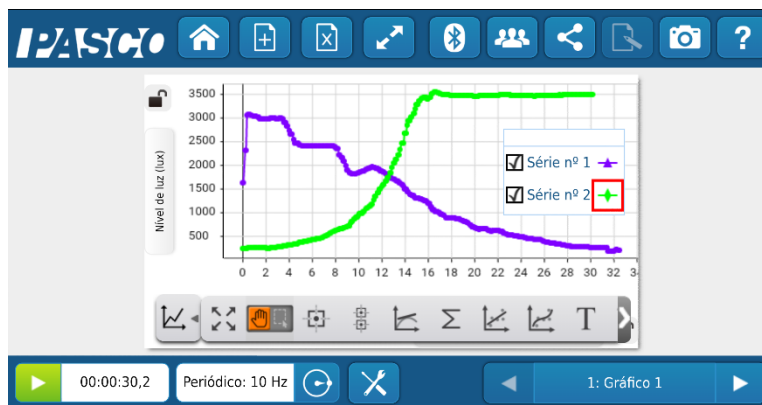 PASCO
?
3500
3000
2500
2000
1500
1000
500
Nível de luz (lux)
Série nº 1
Série nº 2
0 2 4 6 8 10 12 14 16 18 20 22 24 26 28 30 32 3
Σ T
00:00:30,2
Periódico: 10 Hz
1: Gráfico 1